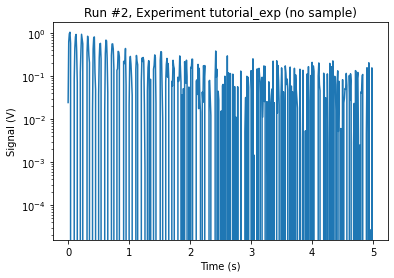 Run #2, Experiment tutorial_exp (no sample)
10⁰
10⁻¹
10⁻²
10⁻³
10⁻⁴
Signal (V)
0 1 2 3 4 5
Time (s)